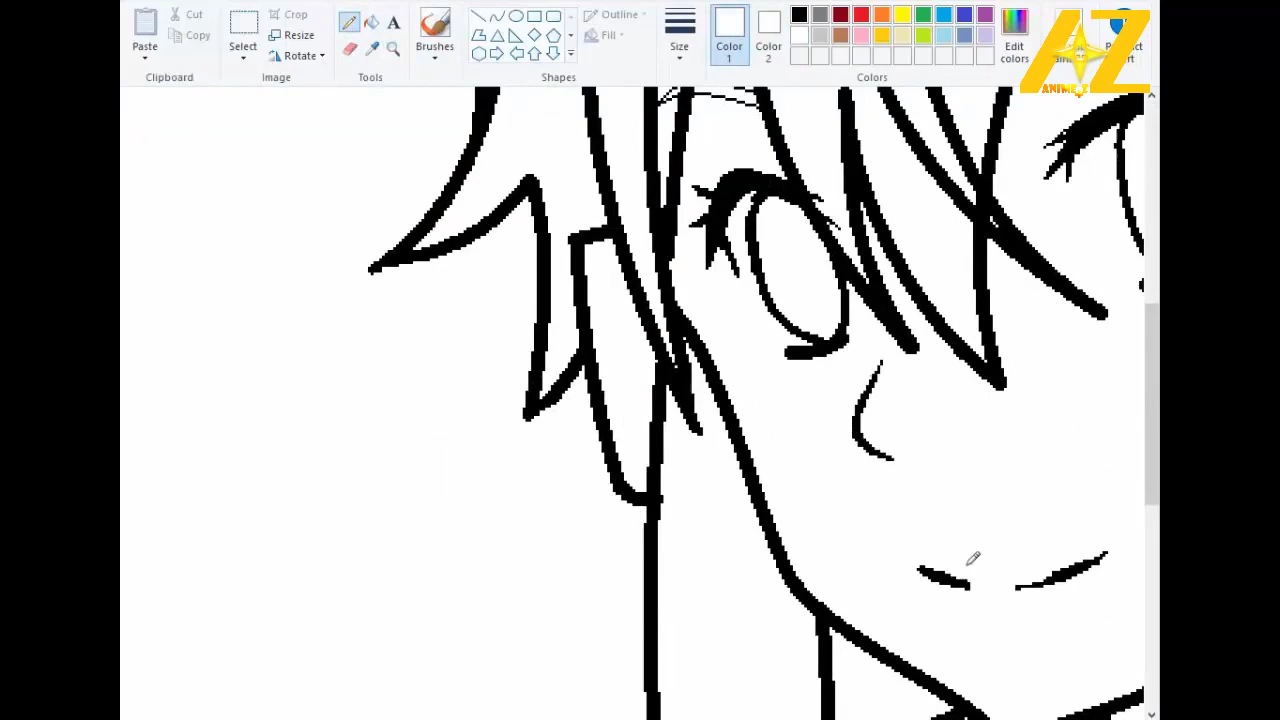 Paste
Cut
Copy
Clipboard
Select
Crop
Resize
Rotate
Image
A
Tools
Brushes
Shapes
Outline
Fill
Size
Color
1
Color
2
Edit
colors
Colors
AZ